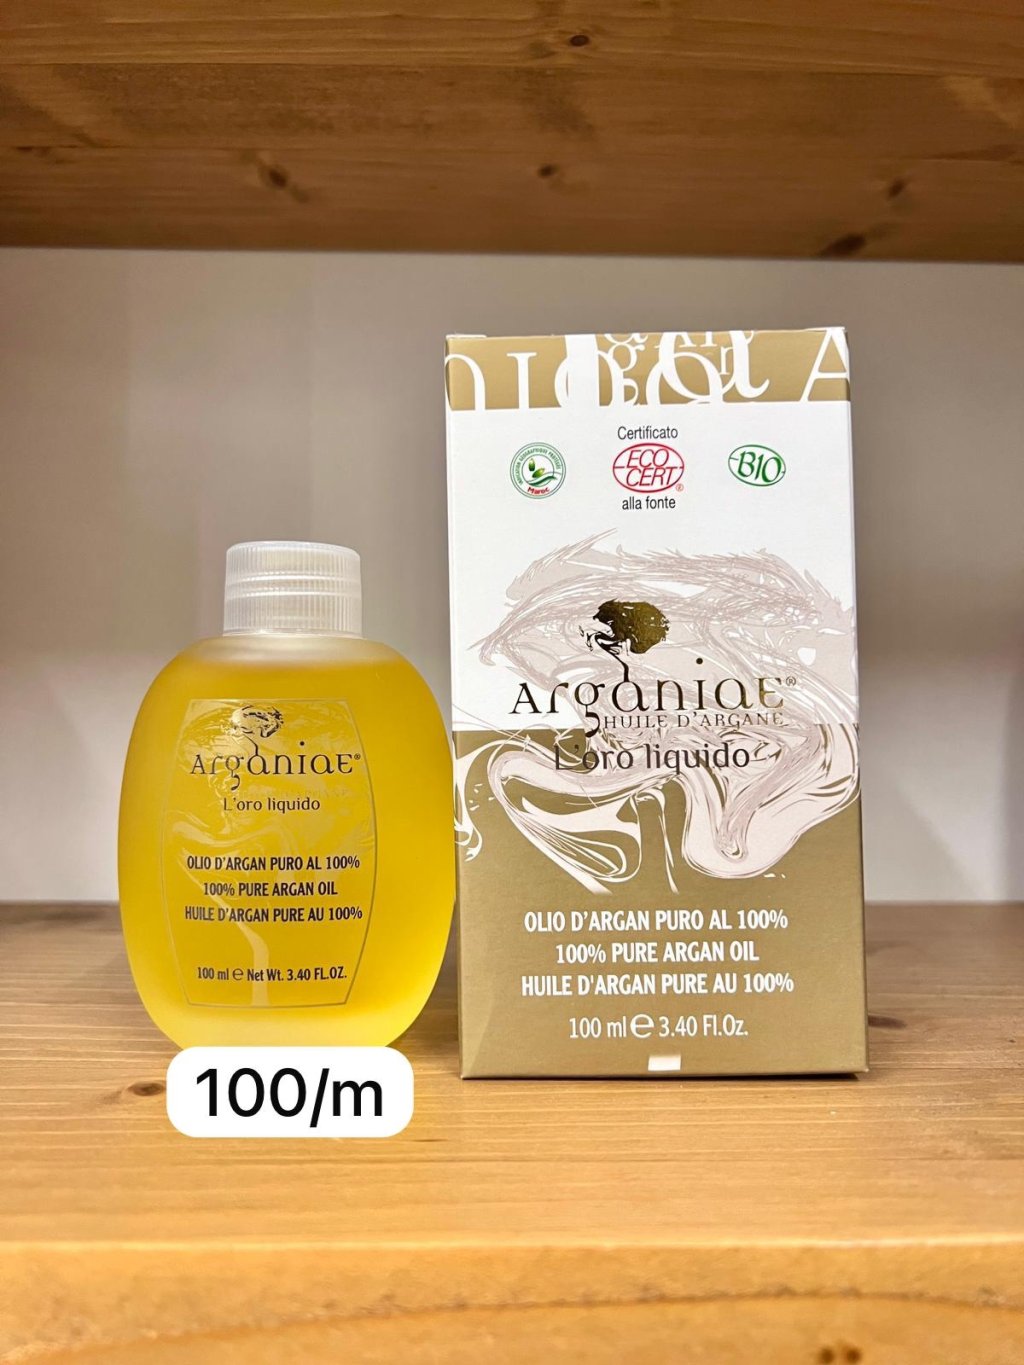 Arganiae®
L'oro liquido
OLIO D'ARGAN PURO AL 100%
100% PURE ARGAN OIL
HUILE D'ARGAN PURE AU 100%
100 ml e Net Wt. 3.40 FL.OZ.
100/m
Certificato
ECO
CERT®
alla fonte
Maroc
BIO
Arganiae®
HUILE D'ARGANE
L'oro liquido
OLIO D'ARGAN PURO AL 100%
100% PURE ARGAN OIL
HUILE D'ARGAN PURE AU 100%
100 ml e 3.40 Fl.Oz.